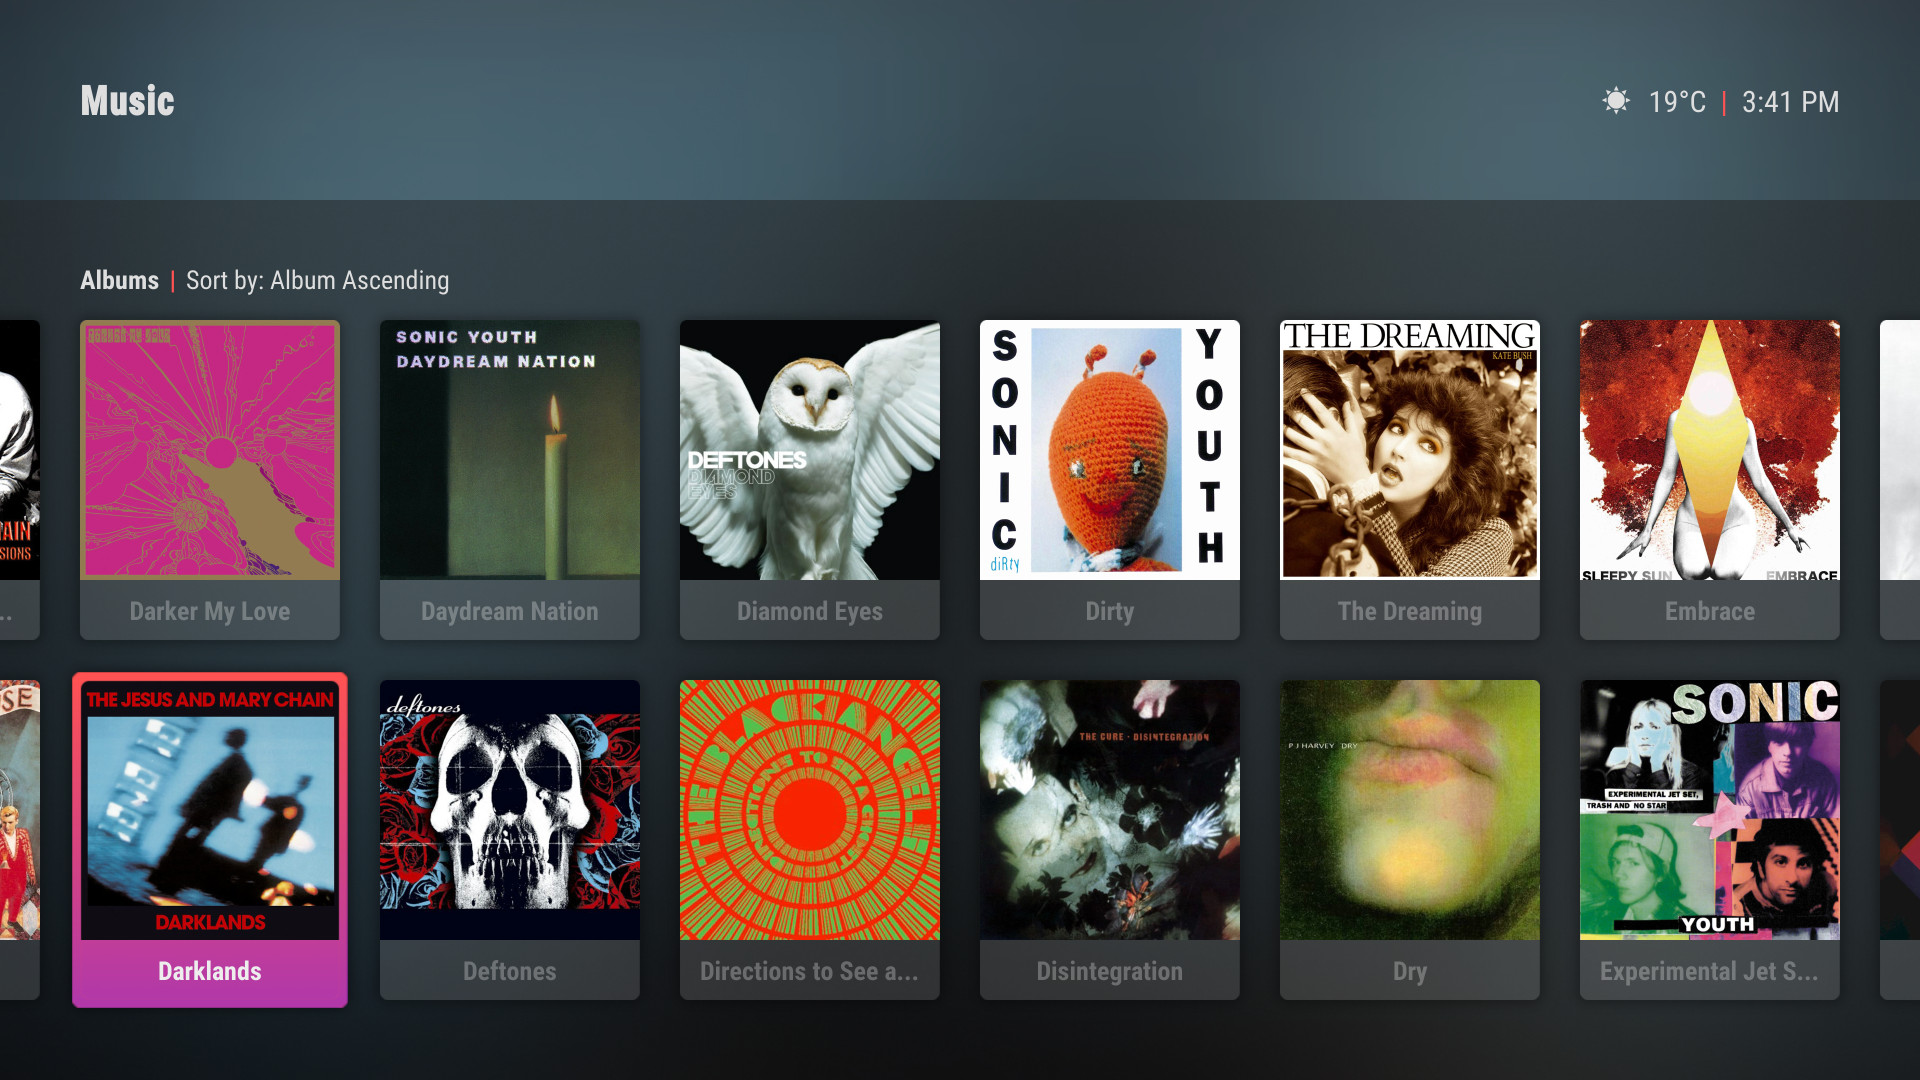 Music
19°C | 3:41 PM
Albums | Sort by: Album Ascending
AIN
SIONS
SONIC YOUTH
DAYDREAM NATION
DEFTONES
DIAMOND
EYES
SONIC
YOUTH
diRty
THE DREAMING
KATE BUSH
SLEEPY SUN
EMBRACE
..
Darker My Love
Daydream Nation
Diamond Eyes
Dirty
The Dreaming
Embrace
SE
THE JESUS AND MARY CHAIN
DARKLANDS
deftones
THE BLACK ANGELS
DIRECTIONS TO SEE A GHOST
THE CURE · DISINTEGRATION
P J HARVEY DRY
SONIC
EXPERIMENTAL JET SET,
TRASH AND NO STAR
YOUTH
Darklands
Deftones
Directions to See a...
Disintegration
Dry
Experimental Jet S...